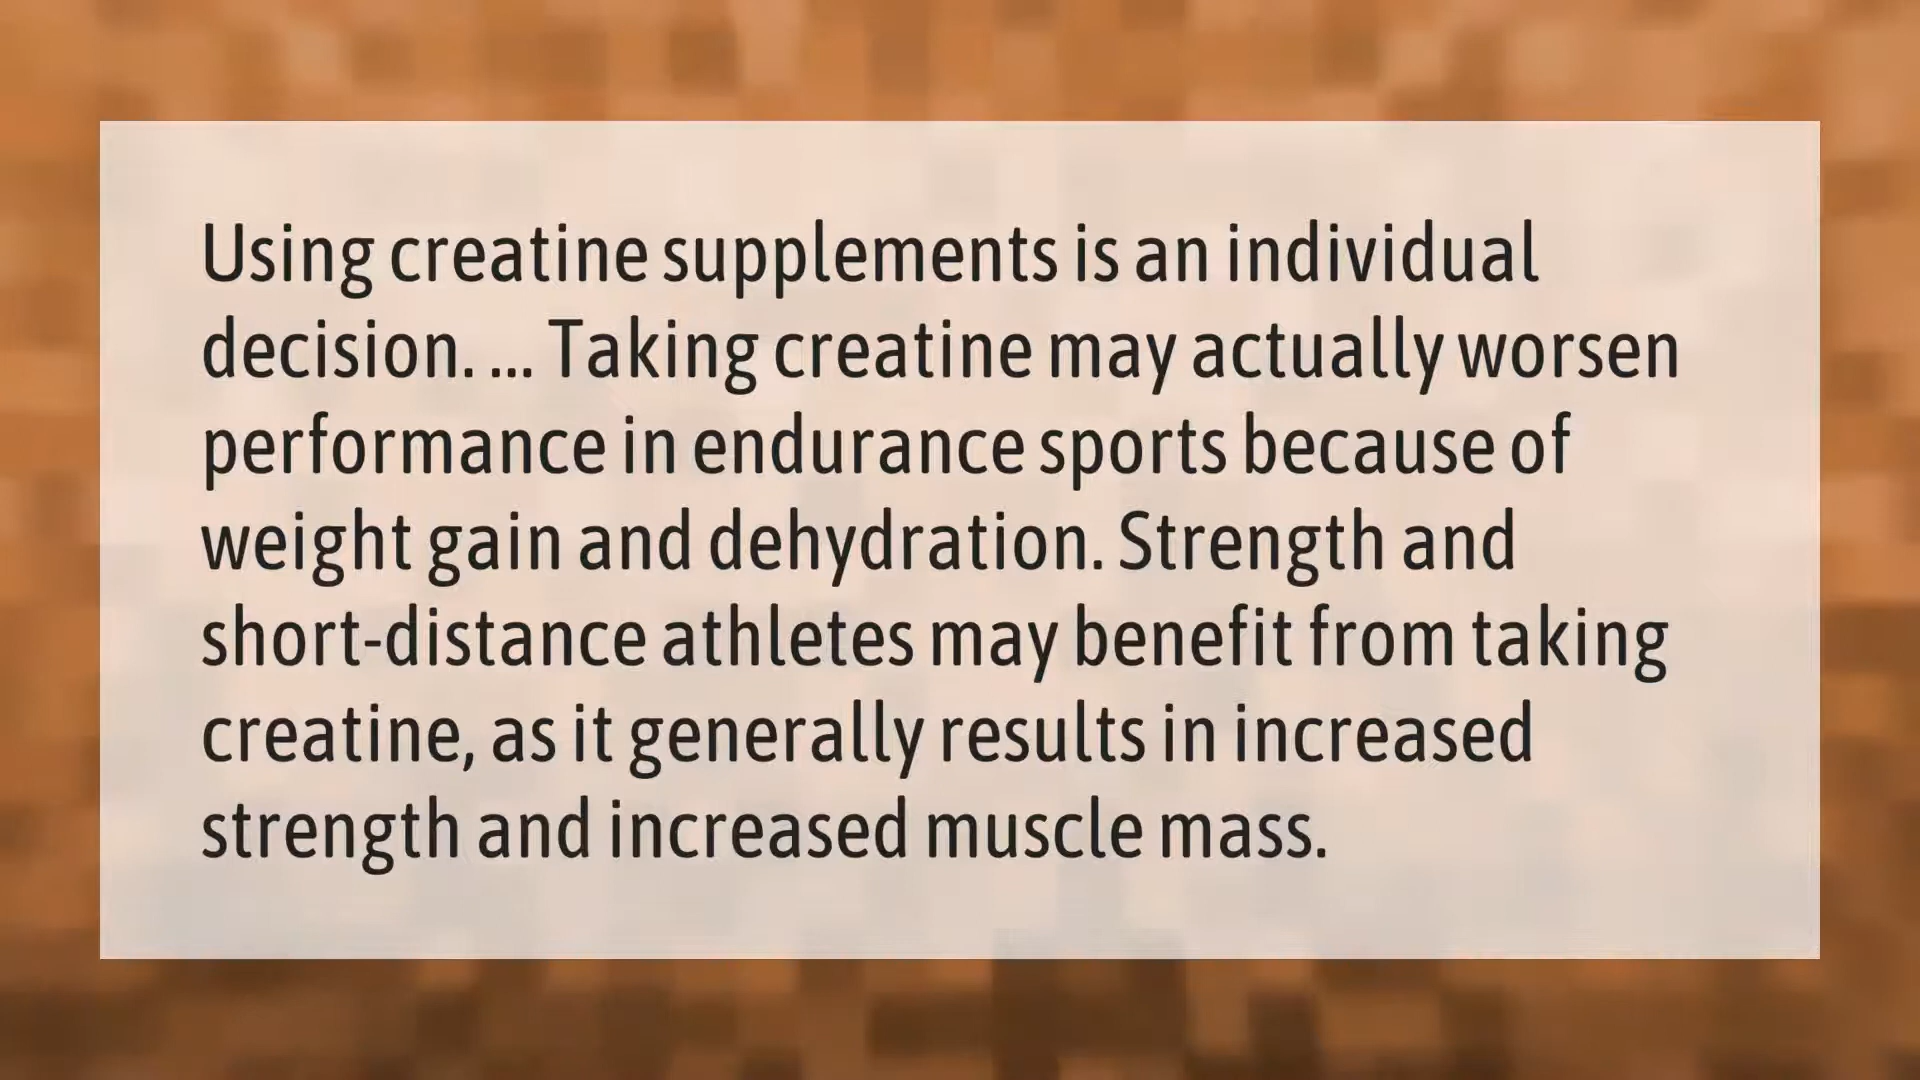 Using creatine supplements is an individual
decision. ... Taking creatine may actually worsen
performance in endurance sports because of
weight gain and dehydration. Strength and
short-distance athletes may benefit from taking
creatine, as it generally results in increased
strength and increased muscle mass.